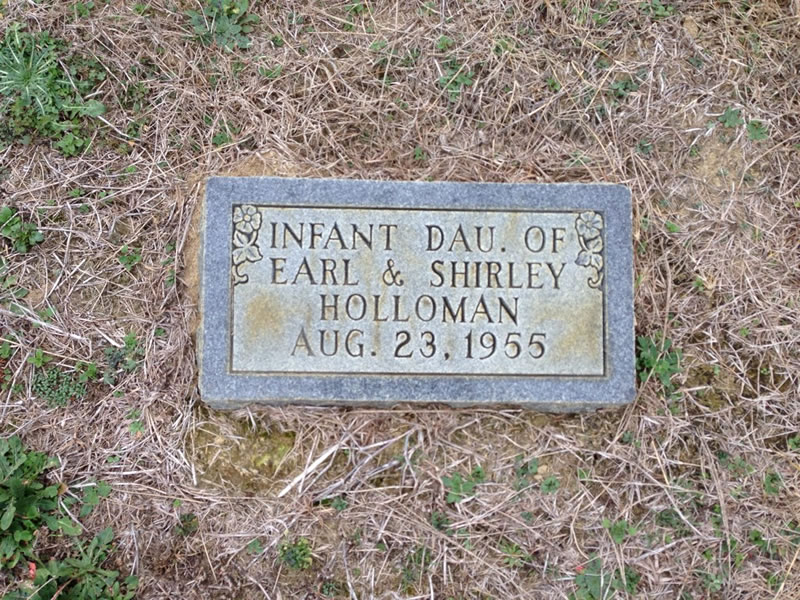 INFANT DAU. OF
EARL & SHIRLEY
HOLLOMAN
AUG. 23, 1955